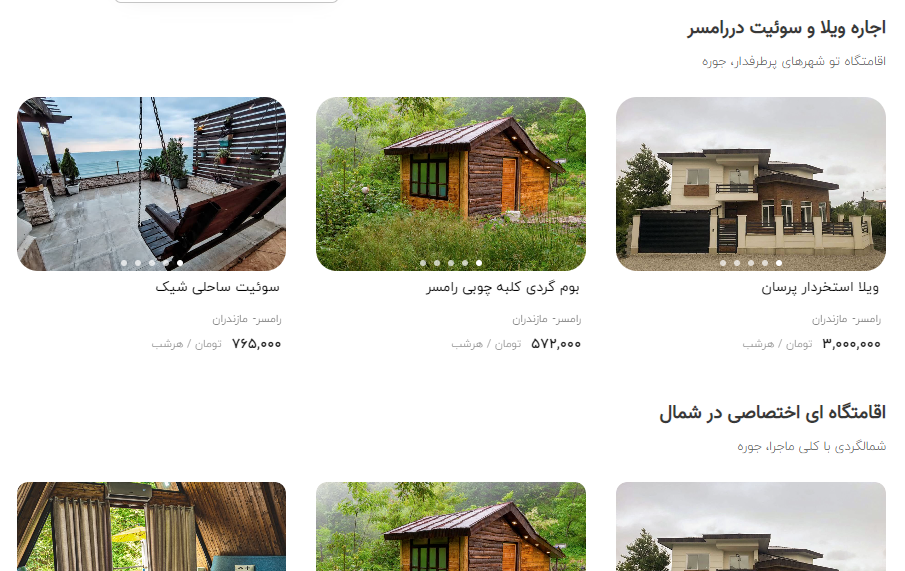 اجاره ویلا و سوئیت دررامسر
اقامتگاه تو شهرهای پرطرفدار، جوره
ویلا استخردار پرسان
رامسر- مازندران
۳,۰۰۰,۰۰۰ تومان / هرشب
بوم گردی کلبه چوبی رامسر
رامسر- مازندران
۵۷۲,۰۰۰ تومان / هرشب
سوئیت ساحلی شیک
رامسر- مازندران
۷۶۵,۰۰۰ تومان / هرشب
اقامتگاه ای اختصاصی در شمال
شمالگردی با کلی ماجرا، جوره